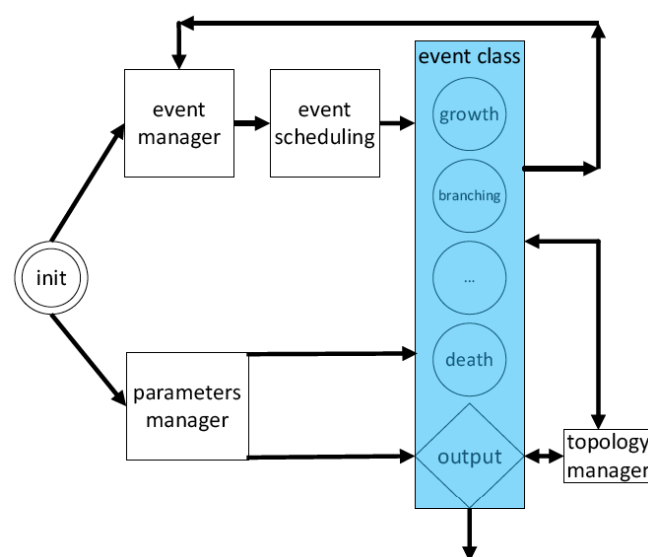 event class
event
manager
event
scheduling
growth
branching
init
...
death
parameters
manager
output
topology
manager